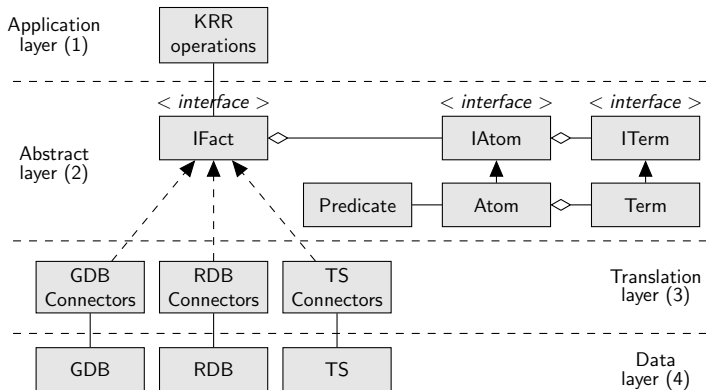 Application
layer (1)
KRR
operations
< interface >
< interface >
< interface >
Abstract
layer (2)
IFact
IAtom
ITerm
Predicate
Atom
Term
GDB
Connectors
RDB
Connectors
TS
Connectors
Translation
layer (3)
GDB
RDB
TS
Data
layer (4)